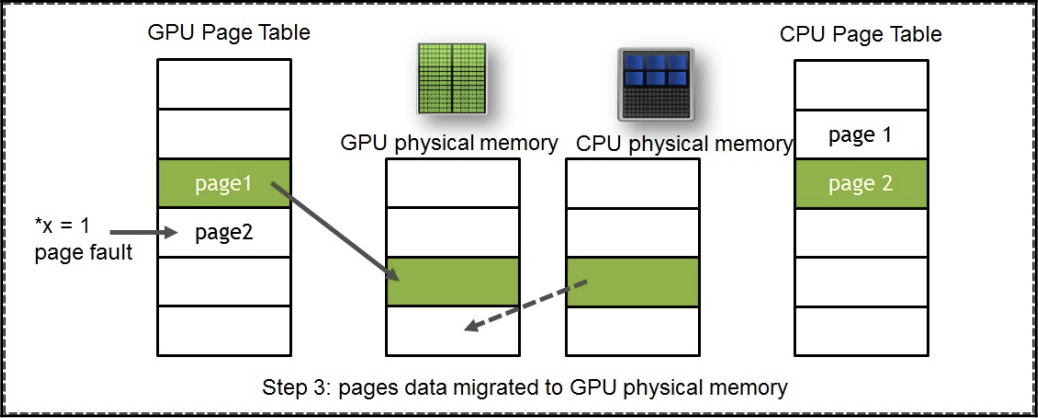 GPU Page Table
CPU Page Table
GPU physical memory
CPU physical memory
page 1
page1
page 2
*x = 1
page fault
page2
Step 3: pages data migrated to GPU physical memory